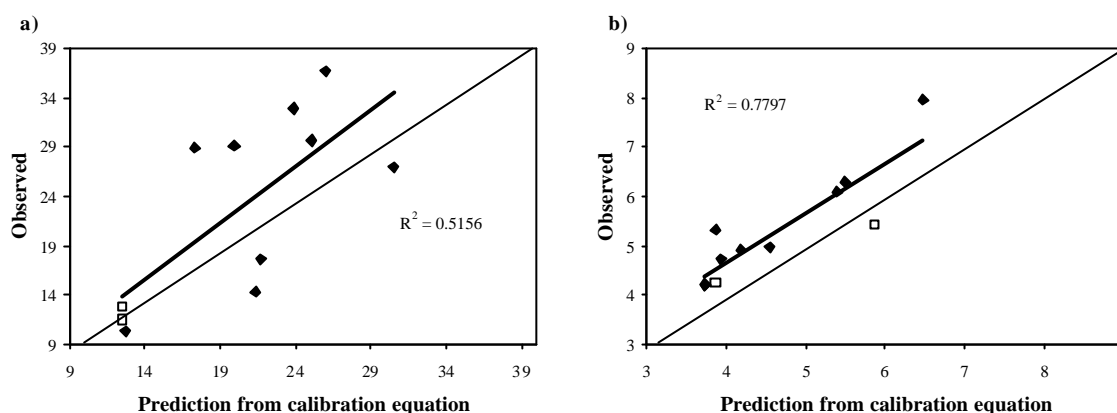 a)
39
34
29
24
19
14
9
Observed
R² = 0.5156
9 14 19 24 29 34 39
Prediction from calibration equation
b)
9
8
7
6
5
4
3
Observed
R² = 0.7797
3 4 5 6 7 8
Prediction from calibration equation